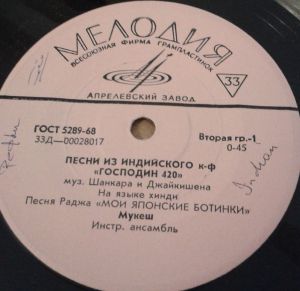 МЕЛОДИЯ
ВСЕСОЮЗНАЯ ФИРМА ГРАМПЛАСТИНОК
33
АПРЕЛЕВСКИЙ ЗАВОД
ГОСТ 5289-68
Вторая гр.-1
33Д—00028017
0-45
ПЕСНИ ИЗ ИНДИЙСКОГО к-ф
«ГОСПОДИН 420»
муз. Шанкара и Джайкишена
На языке хинди
Песня Раджа «МОИ ЯПОНСКИЕ БОТИНКИ»
Мукеш
Инстр. ансамбль
Indian